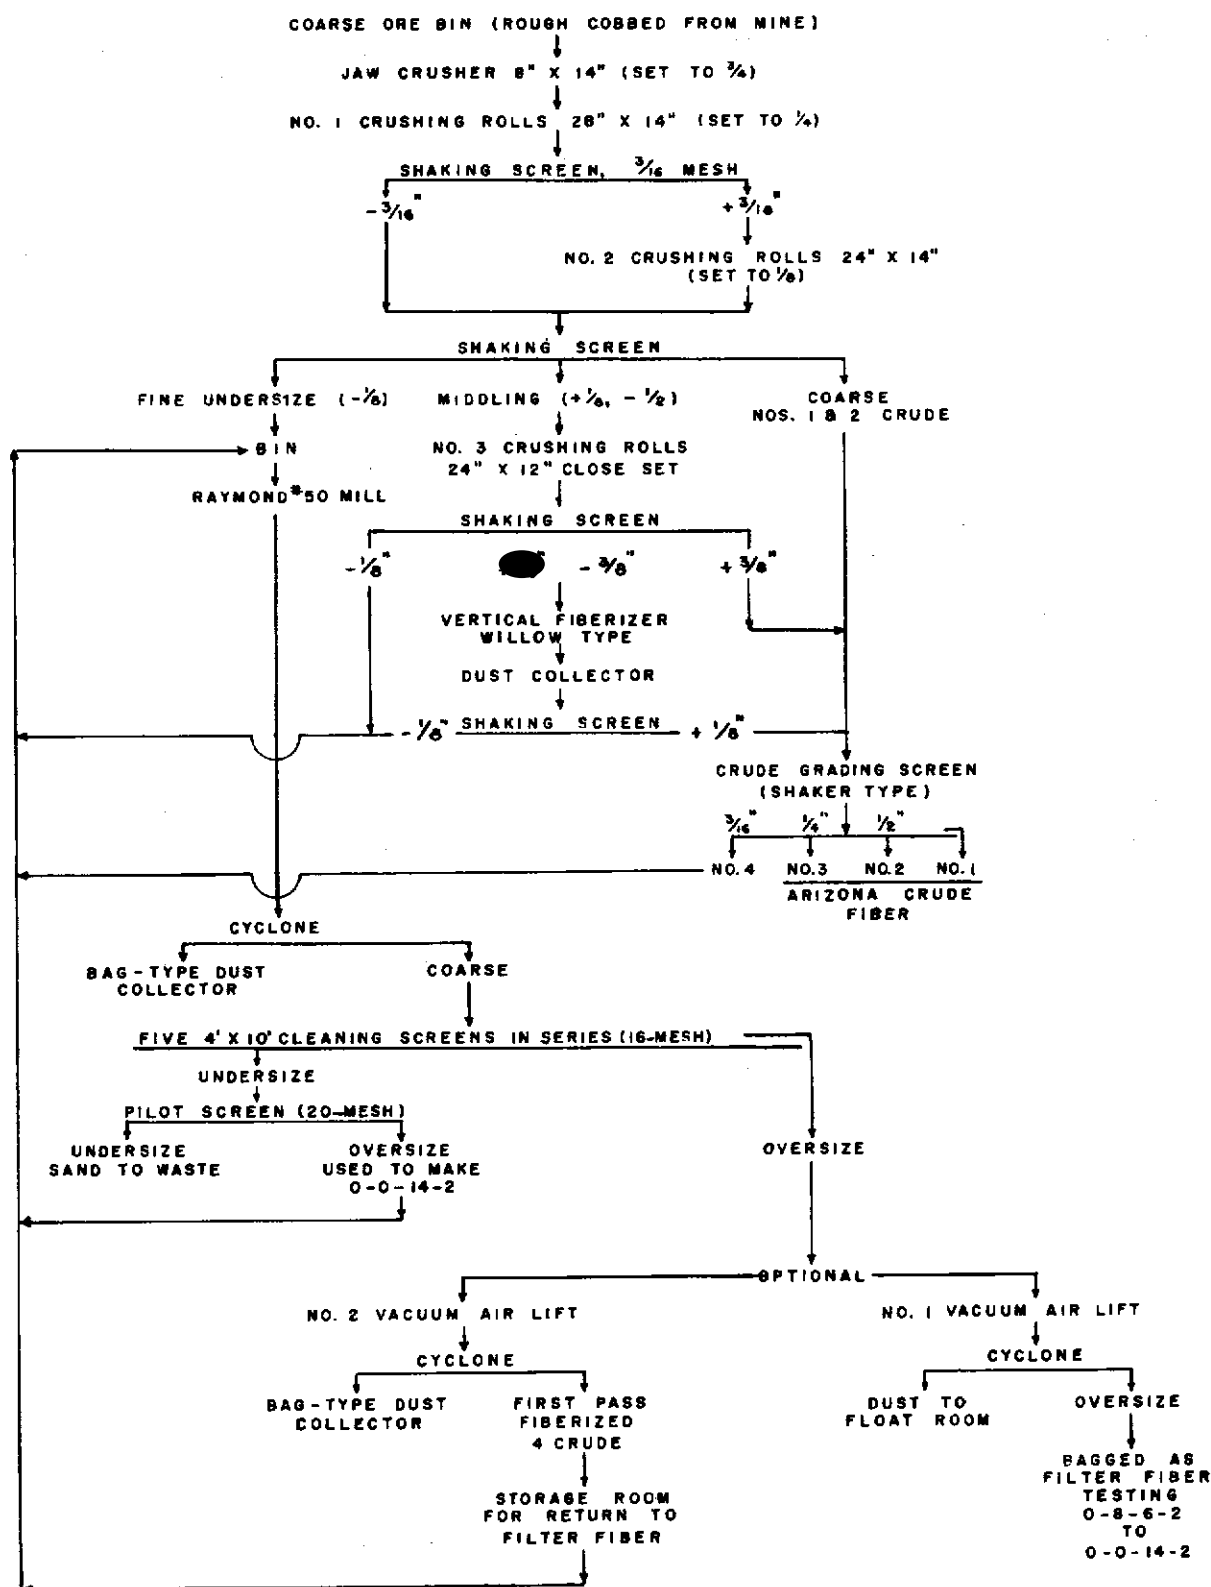 COARSE ORE BIN (ROUGH COBBED FROM MINE)
JAW CRUSHER 8" X 14" (SET TO 3/4)
NO. 1 CRUSHING ROLLS 28" X 14" (SET TO 1/4)
SHAKING SCREEN, 3/16 MESH
- 3/16"
+ 3/16"
NO. 2 CRUSHING ROLLS 24" X 14"
(SET TO 1/8)
SHAKING SCREEN
FINE UNDERSIZE (-1/8)
MIDDLING (+1/8, - 1/2)
COARSE
NOS. 1 & 2 CRUDE
BIN
NO. 3 CRUSHING ROLLS
24" X 12" CLOSE SET
RAYMOND #50 MILL
SHAKING SCREEN
- 1/8"
- 3/8"
+ 3/8"
VERTICAL FIBERIZER
WILLOW TYPE
DUST COLLECTOR
- 1/8" SHAKING SCREEN + 1/8"
CRUDE GRADING SCREEN
(SHAKER TYPE)
3/16" 1/4" 1/2"
NO. 4 NO. 3 NO. 2 NO. 1
ARIZONA CRUDE
FIBER
CYCLONE
BAG-TYPE DUST
COLLECTOR
COARSE
FIVE 4' X 10' CLEANING SCREENS IN SERIES (16-MESH)
UNDERSIZE
PILOT SCREEN (20-MESH)
UNDERSIZE
SAND TO WASTE
OVERSIZE
USED TO MAKE
0-0-14-2
OVERSIZE
OPTIONAL
NO. 2 VACUUM AIR LIFT
NO. 1 VACUUM AIR LIFT
CYCLONE
CYCLONE
BAG-TYPE DUST
COLLECTOR
FIRST PASS
FIBERIZED
4 CRUDE
DUST TO
FLOAT ROOM
OVERSIZE
STORAGE ROOM
FOR RETURN TO
FILTER FIBER
BAGGED AS
FILTER FIBER
TESTING
0-8-6-2
TO
0-0-14-2